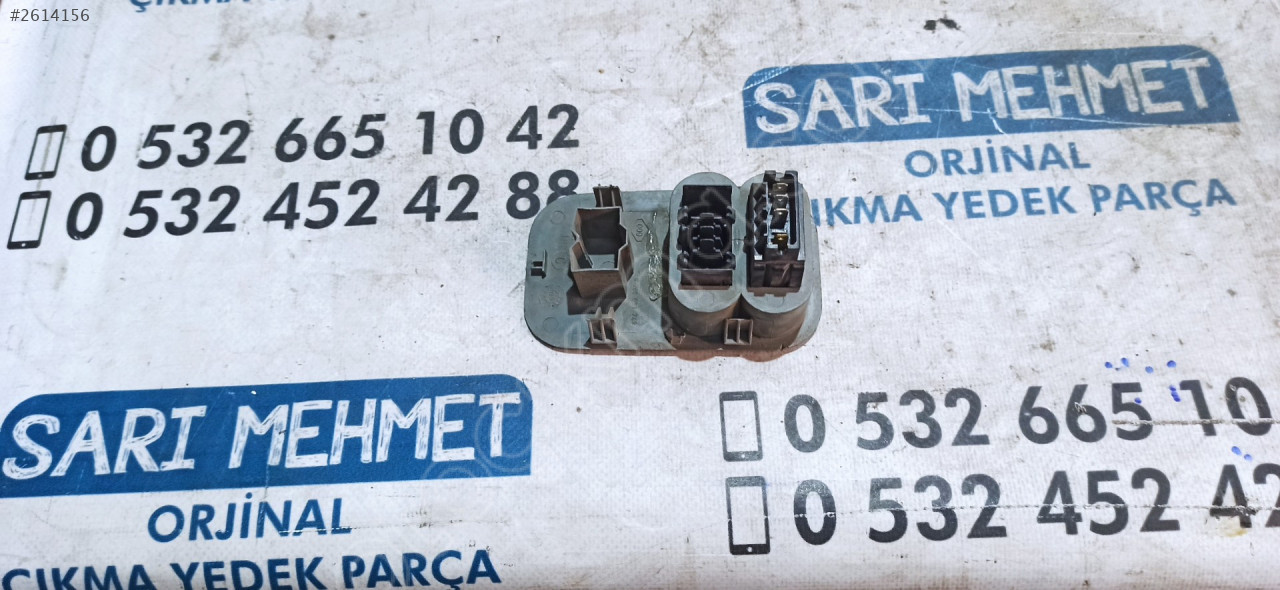 #2614156
0 532 665 10 42
0 532 452 42 88
SARI MEHMET
ORJİNAL
IKMA YEDEK PARÇA
SARI MEHMET
ORJİNAL
ÇIKMA YEDEK PARÇA
0 532 665 10
0 532 452 42